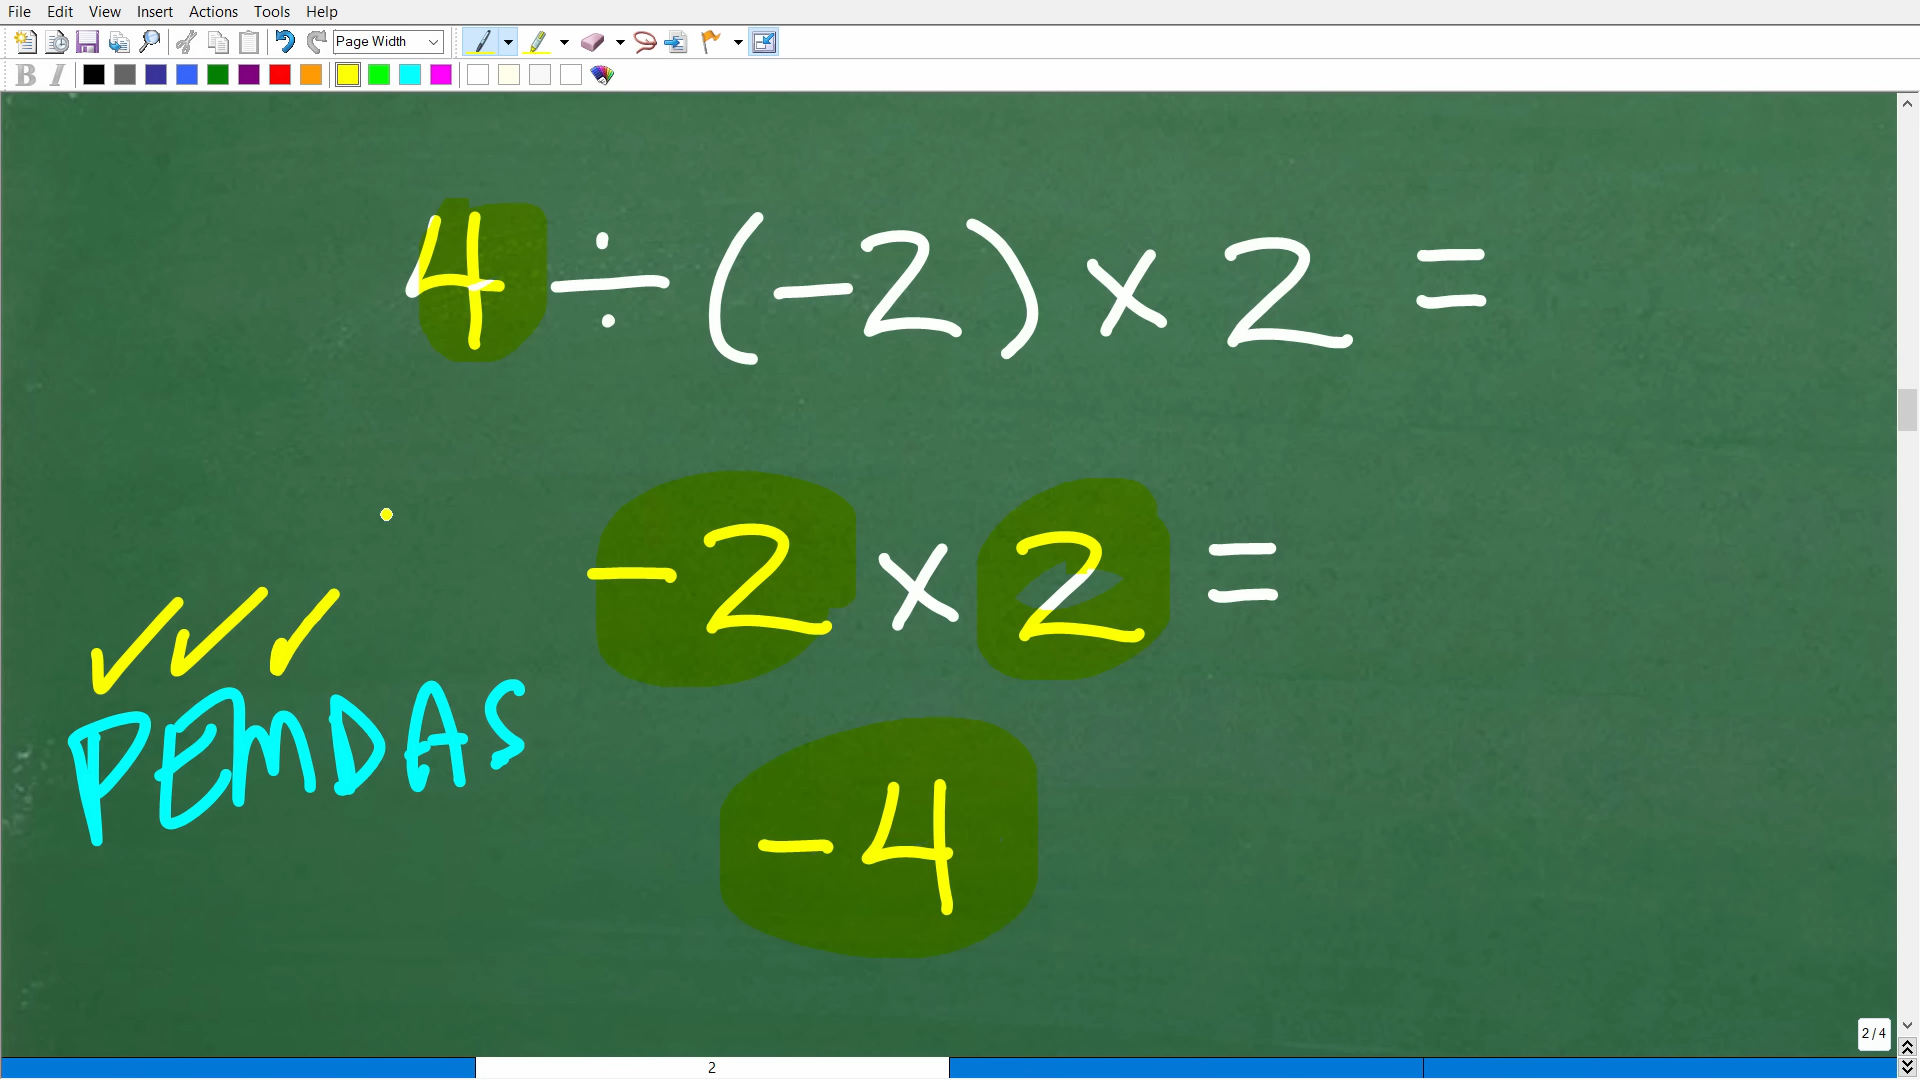 File Edit View Insert Actions Tools Help
Page Width
B I
4 ÷ (-2) × 2 =
-2 × 2 =
PEMDAS
-4
2 / 4
2